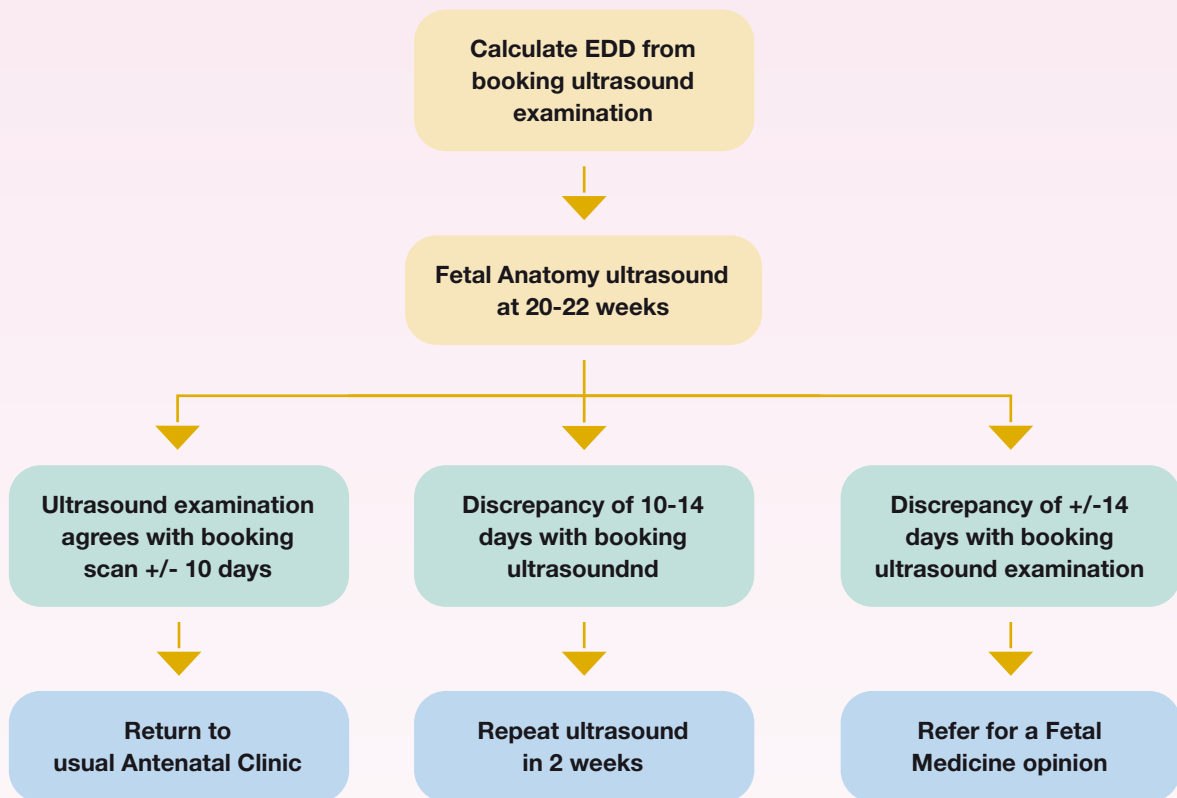 Calculate EDD from
booking ultrasound
examination
Fetal Anatomy ultrasound
at 20-22 weeks
Ultrasound examination
agrees with booking
scan +/- 10 days
Discrepancy of 10-14
days with booking
ultrasoundnd
Discrepancy of +/-14
days with booking
ultrasound examination
Return to
usual Antenatal Clinic
Repeat ultrasound
in 2 weeks
Refer for a Fetal
Medicine opinion